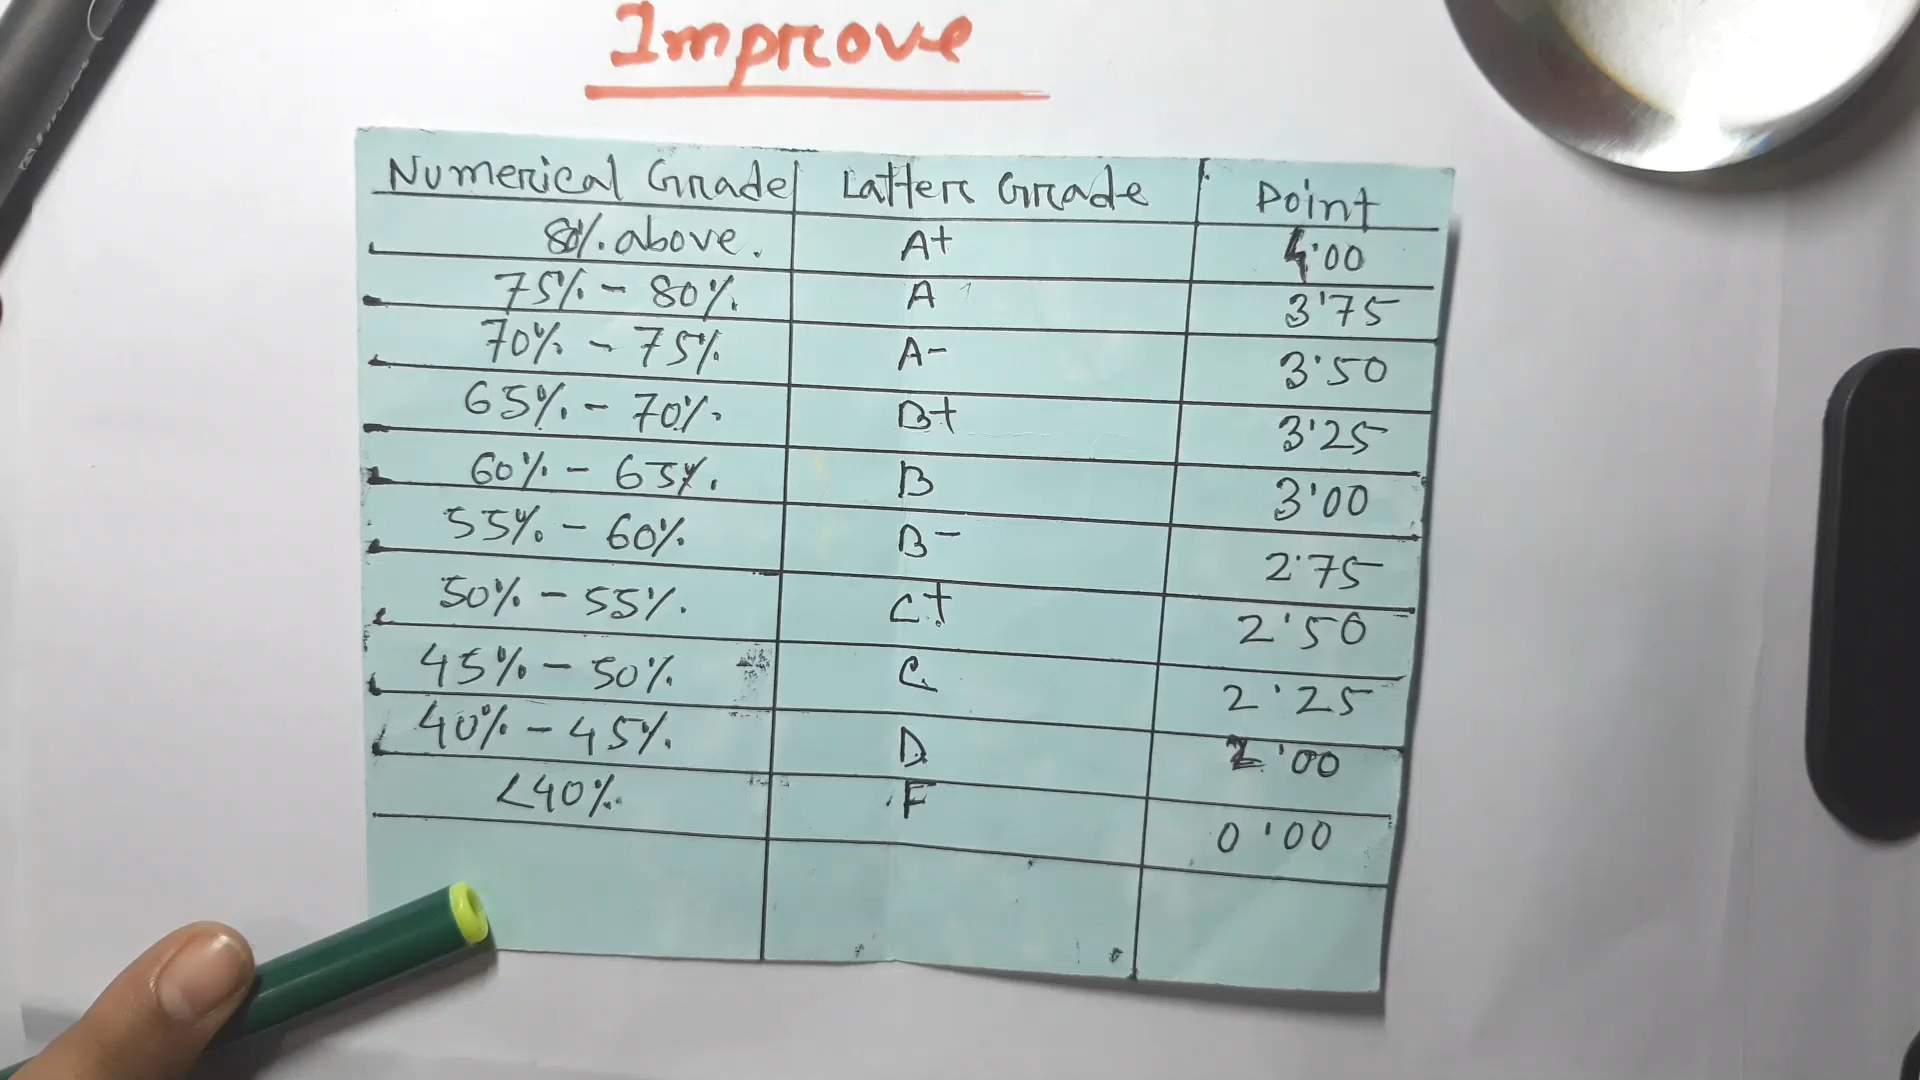 Improve
Numerical Grade Latter Grade Point
80% above. A+ 4.00
75% - 80% A 3.75
70% - 75% A- 3.50
65% - 70% B+ 3.25
60% - 65% B 3.00
55% - 60% B- 2.75
50% - 55% C+ 2.50
45% - 50% C 2.25
40% - 45% D 2.00
<40% F 0.00